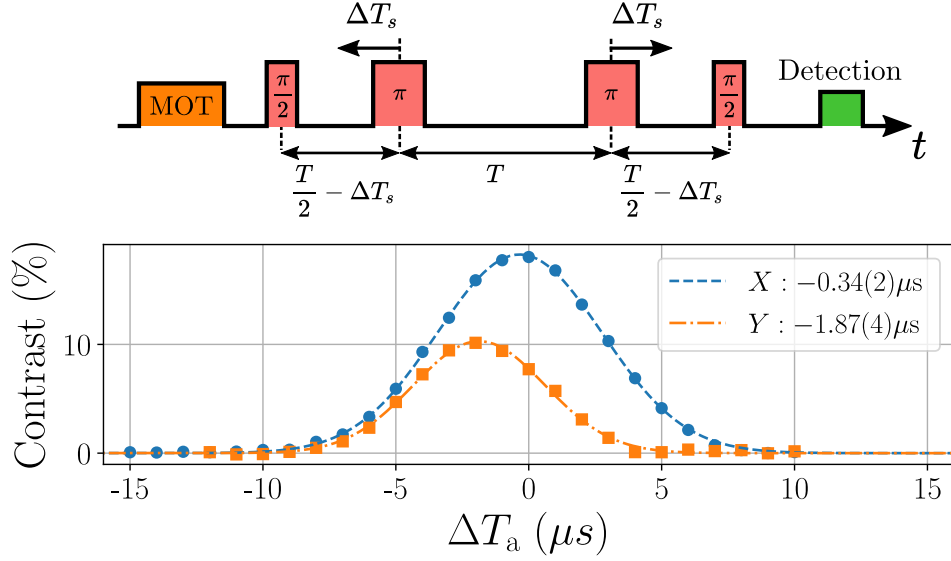 ΔT_s ΔT_s
MOT π/2 π π π/2 Detection
t
T/2 − ΔT_s T T/2 − ΔT_s
Contrast (%)
10
0
X : −0.34(2)μs
Y : −1.87(4)μs
-15 -10 -5 0 5 10 15
ΔT_a (μs)